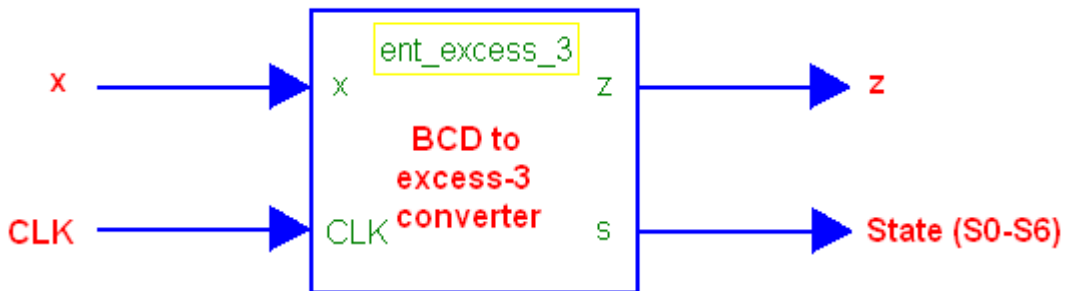 ent_excess_3
x
x
z
z
BCD to
excess-3
converter
CLK
CLK
s
State (S0-S6)